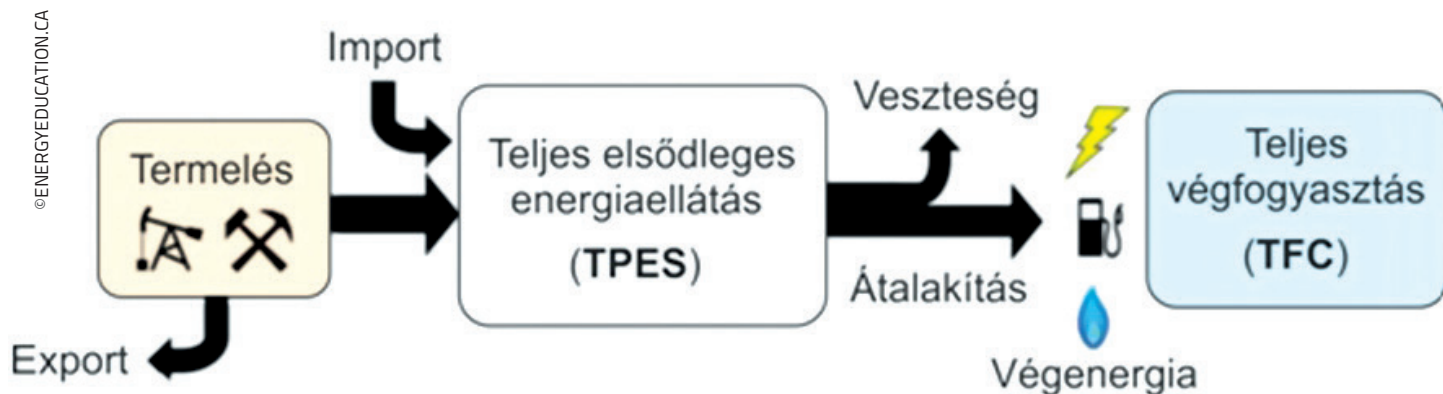 ©ENERGYEDUCATION.CA
Import
Termelés
Export
Teljes elsődleges
energiaellátás
(TPES)
Veszteség
Átalakítás
Végenergia
Teljes
végfogyasztás
(TFC)